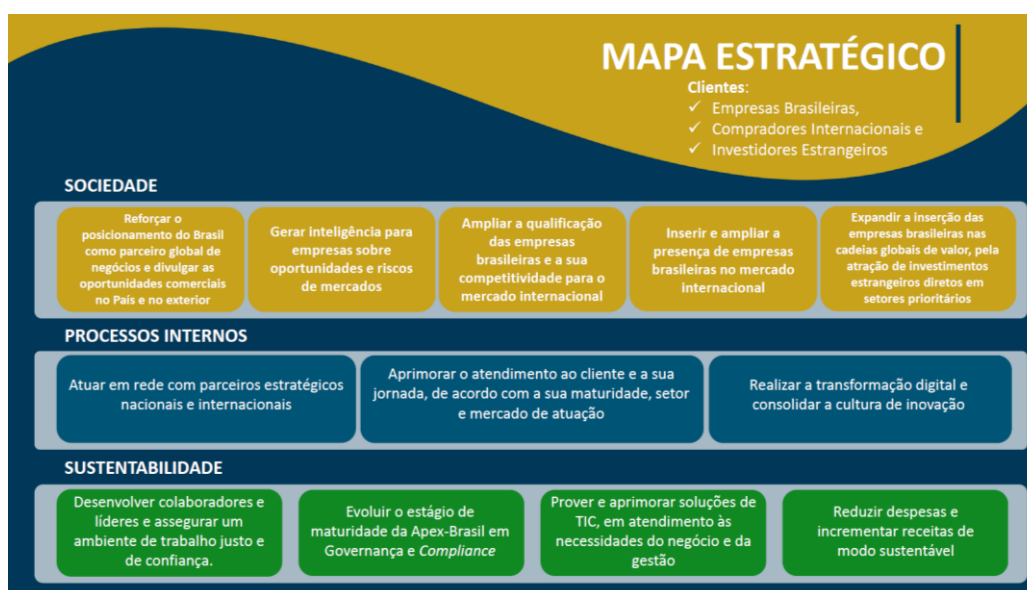 MAPA ESTRATÉGICO
Clientes:
✓ Empresas Brasileiras,
✓ Compradores Internacionais e
✓ Investidores Estrangeiros
SOCIEDADE
Reforçar o
posicionamento do Brasil
como parceiro global de
negócios e divulgar as
oportunidades comerciais
no País e no exterior
Gerar inteligência para
empresas sobre
oportunidades e riscos
de mercados
Ampliar a qualificação
das empresas
brasileiras e a sua
competitividade para o
mercado internacional
Inserir e ampliar a
presença de empresas
brasileiras no mercado
internacional
Expandir a inserção das
empresas brasileiras nas
cadeias globais de valor, pela
atração de investimentos
estrangeiros diretos em
setores prioritários
PROCESSOS INTERNOS
Atuar em rede com parceiros estratégicos
nacionais e internacionais
Aprimorar o atendimento ao cliente e a sua
jornada, de acordo com a sua maturidade, setor
e mercado de atuação
Realizar a transformação digital e
consolidar a cultura de inovação
SUSTENTABILIDADE
Desenvolver colaboradores e
líderes e assegurar um
ambiente de trabalho justo e
de confiança.
Evoluir o estágio de
maturidade da Apex-Brasil em
Governança e Compliance
Prover e aprimorar soluções de
TIC, em atendimento às
necessidades do negócio e da
gestão
Reduzir despesas e
incrementar receitas de
modo sustentável